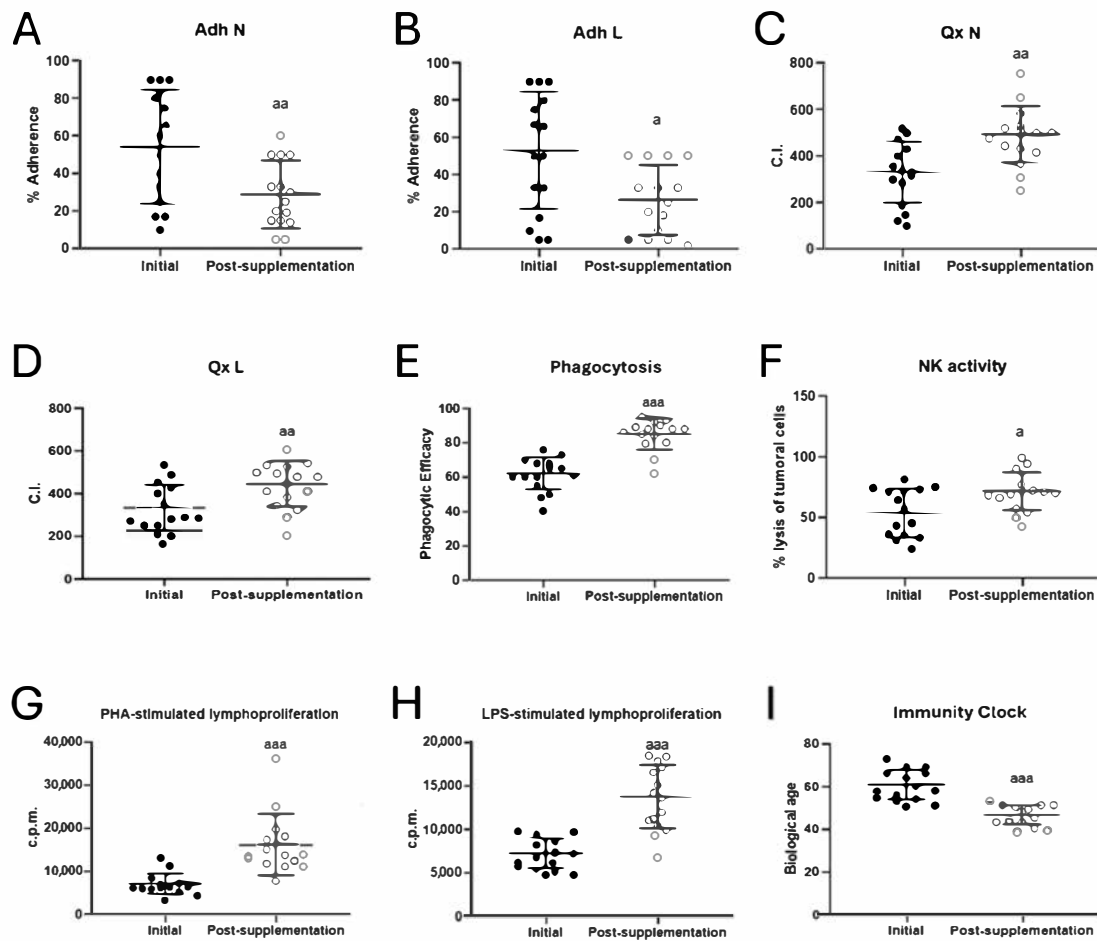 A
Adh N
% Adherence
100
80
60
40
20
0
aa
Initial
Post-supplementation
B
Adh L
% Adherence
100
80
60
40
20
0
a
Initial
Post-supplementation
C
Qx N
C.I.
800
600
400
200
0
aa
Initial
Post-supplementation
D
Qx L
C.I.
800
600
400
200
0
aa
Initial
Post-supplementation
E
Phagocytosis
Phagocytic Efficacy
100
80
60
40
20
0
aaa
Initial
Post-supplementation
F
NK activity
% lysis of tumoral cells
150
100
50
0
a
Initial
Post-supplementation
G
PHA-stimulated lymphoproliferation
c.p.m.
40,000
30,000
20,000
10,000
0
aaa
Initial
Post-supplementation
H
LPS-stimulated lymphoproliferation
c.p.m.
20,000
15,000
10,000
5,000
0
aaa
Initial
Post-supplementation
I
Immunity Clock
Biological age
80
60
40
20
0
aaa
Initial
Post-supplementation